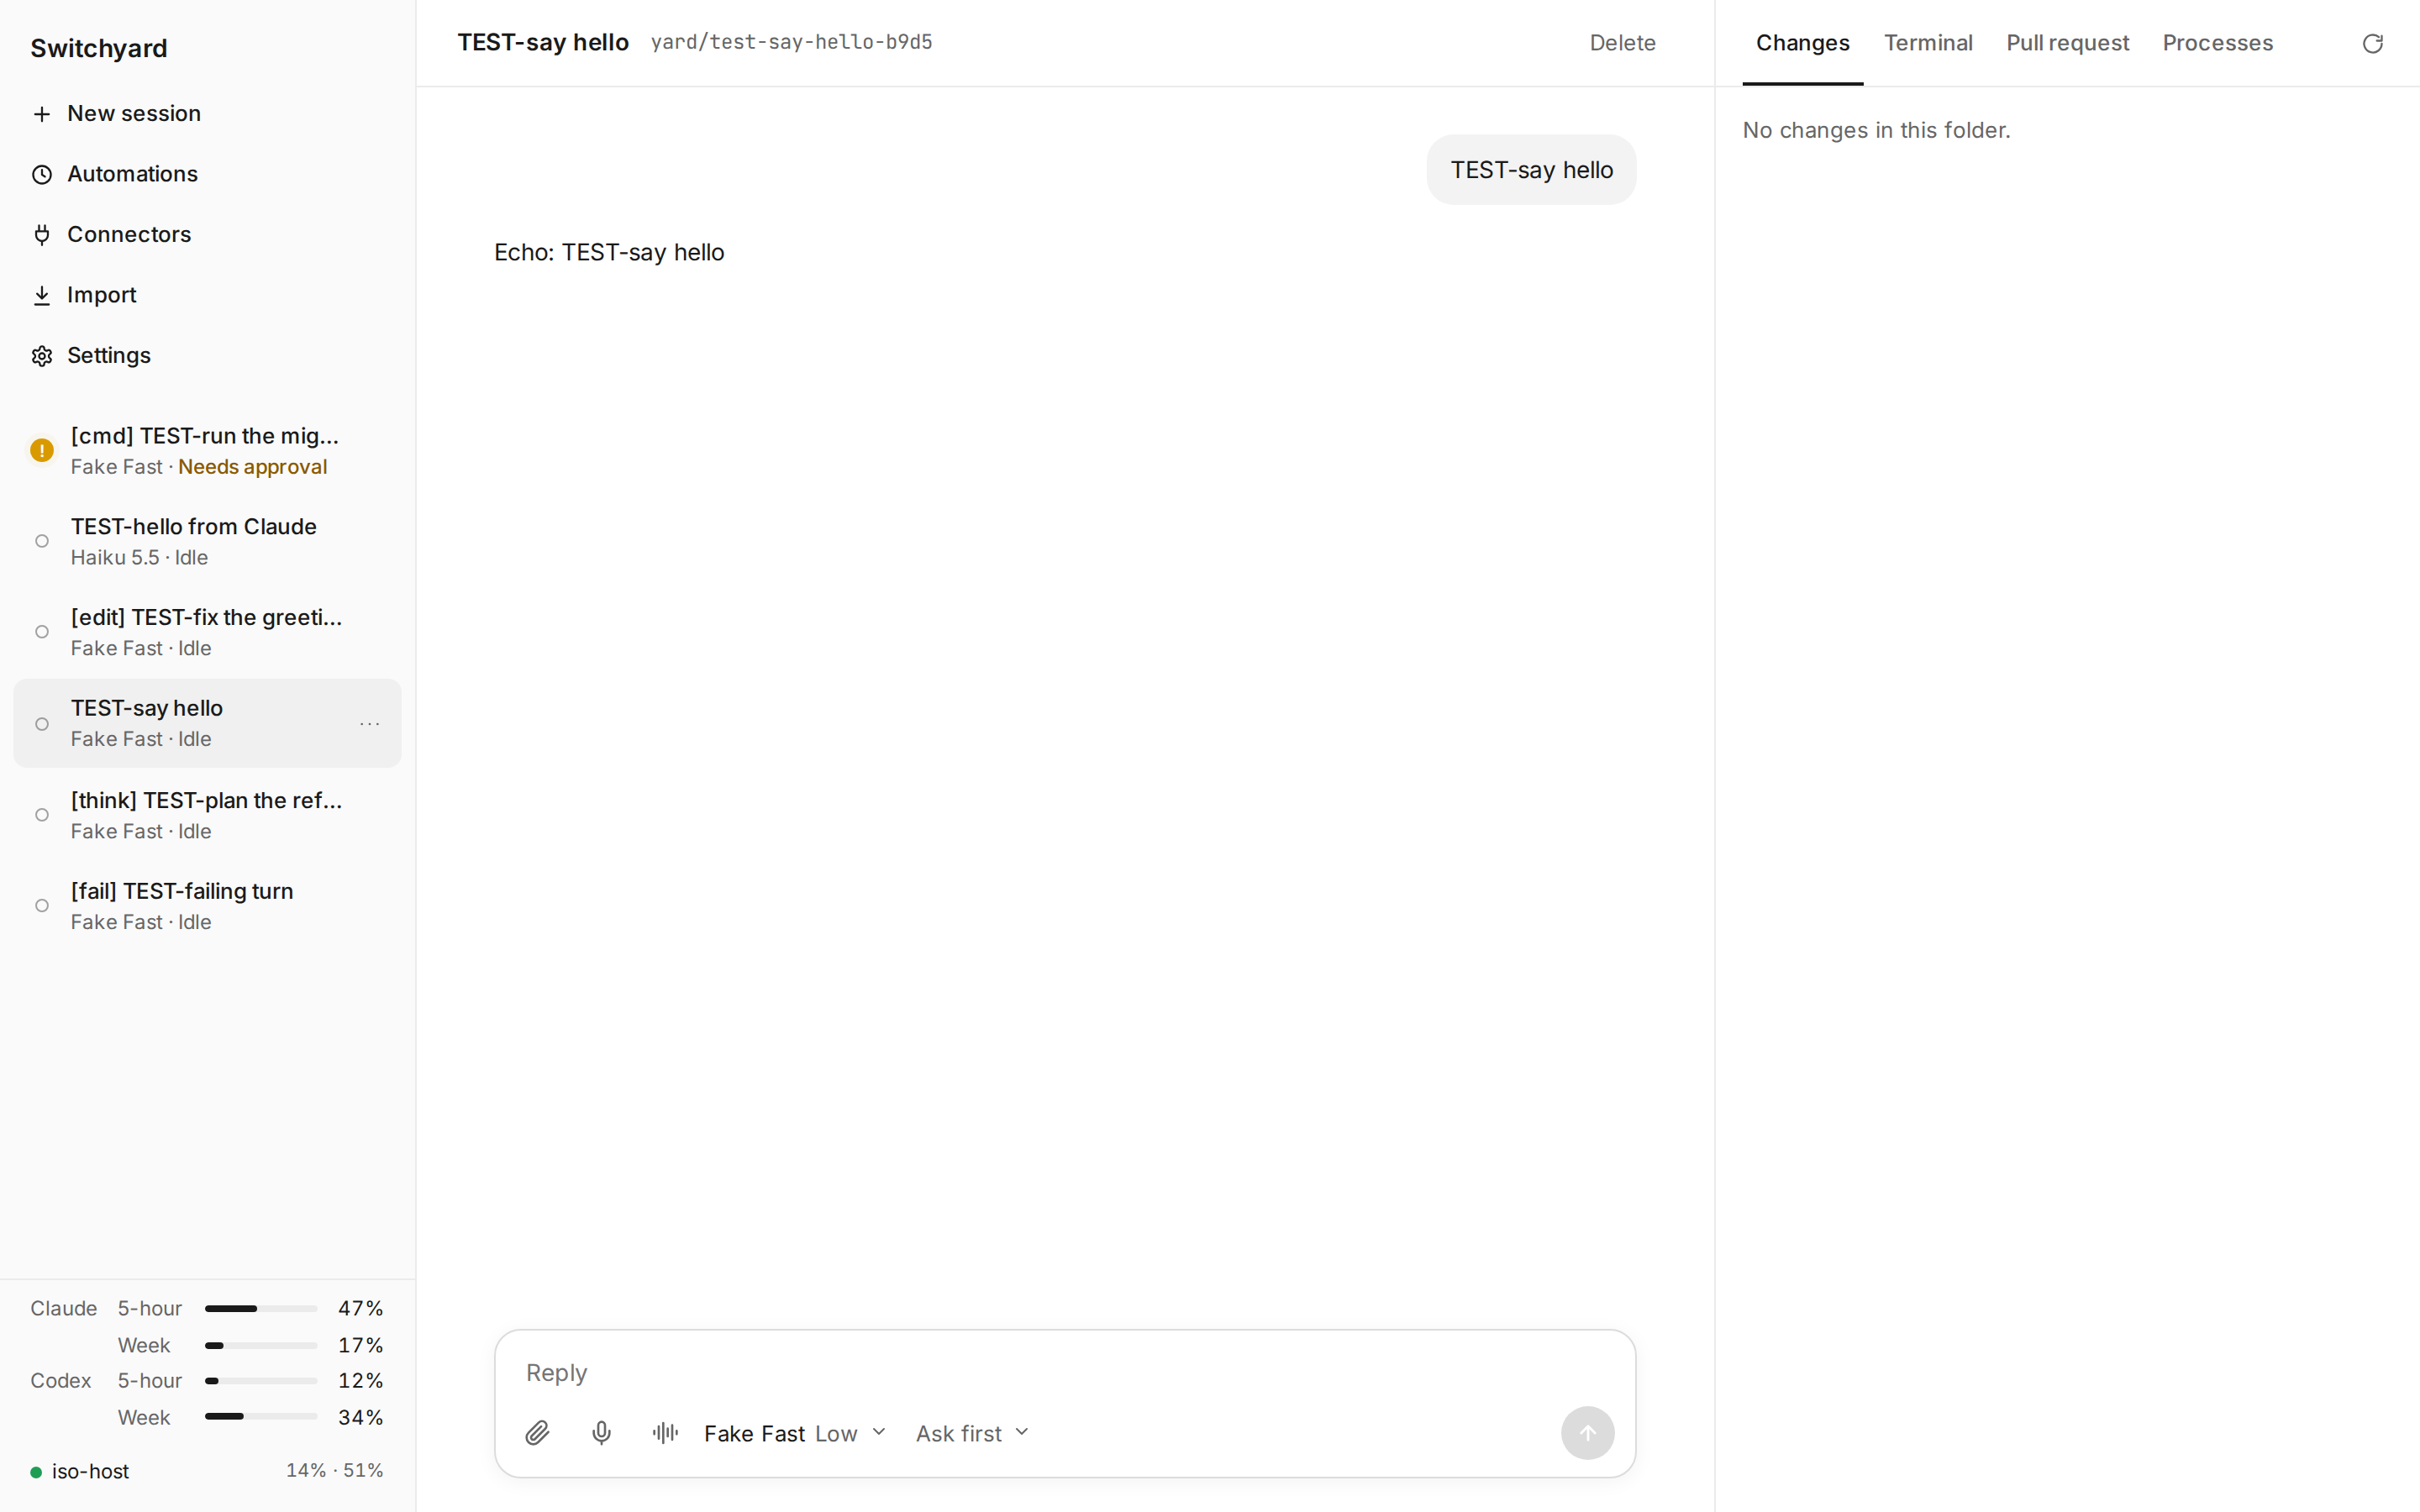 Switchyard
New session
Automations
Connectors
Import
Settings
[cmd] TEST-run the mig...
Fake Fast · Needs approval
TEST-hello from Claude
Haiku 5.5 · Idle
[edit] TEST-fix the greeti...
Fake Fast · Idle
TEST-say hello
Fake Fast · Idle
[think] TEST-plan the ref...
Fake Fast · Idle
[fail] TEST-failing turn
Fake Fast · Idle
Claude 5-hour 47%
Week 17%
Codex 5-hour 12%
Week 34%
iso-host 14% · 51%
TEST-say hello yard/test-say-hello-b9d5 Delete
TEST-say hello
Echo: TEST-say hello
Reply
Fake Fast Low Ask first
Changes Terminal Pull request Processes
No changes in this folder.